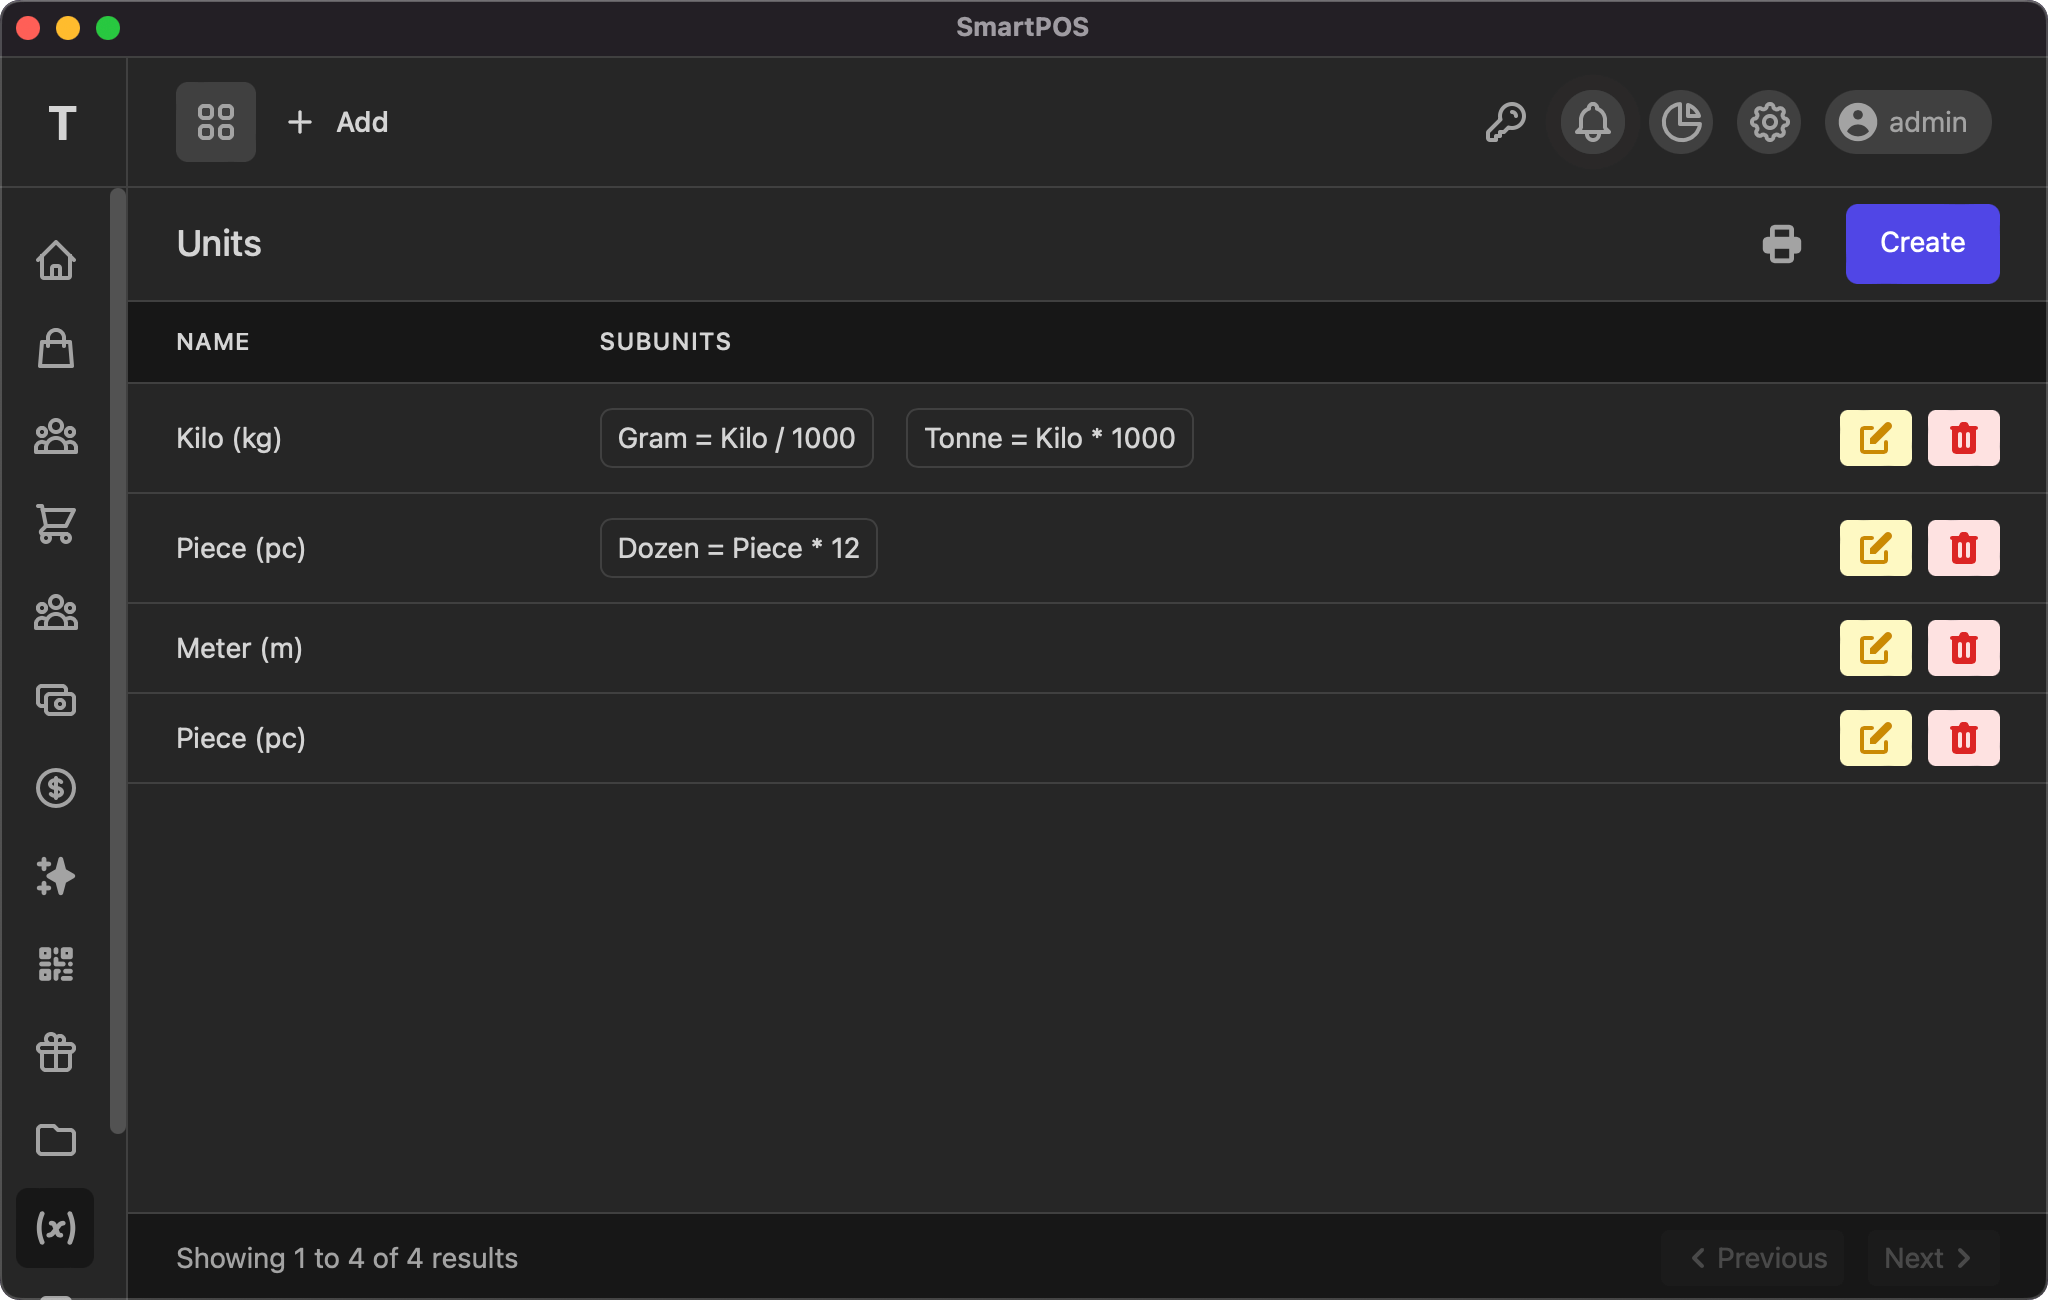 SmartPOS
T
+ Add
admin
Units
Create
NAME SUBUNITS
Kilo (kg) Gram = Kilo / 1000 Tonne = Kilo * 1000
Piece (pc) Dozen = Piece * 12
Meter (m)
Piece (pc)
(x)
Showing 1 to 4 of 4 results
Previous Next